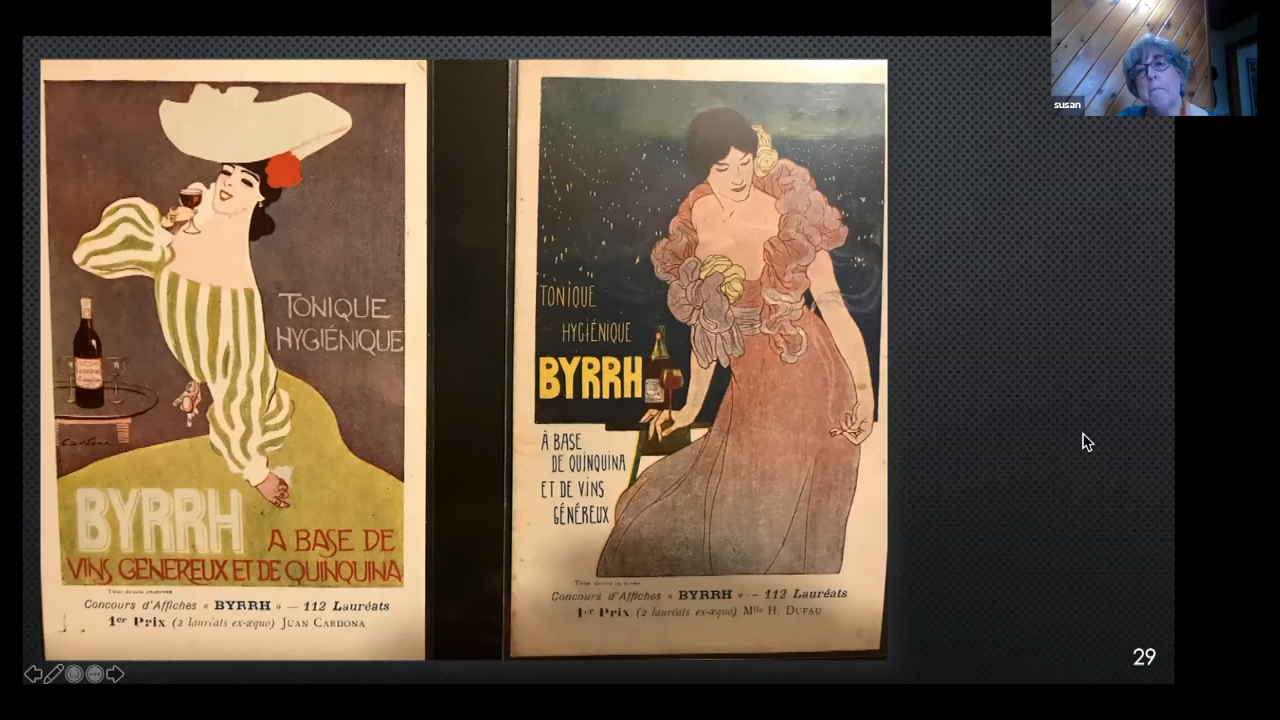 susan
TONIQUE
HYGIÉNIQUE
BYRRH
A BASE DE
VINS GENEREUX ET DE QUINQUINA
Concours d'Affiches « BYRRH » — 112 Lauréats
1er Prix (2 lauréats ex-æquo) JUAN CARDONA
TONIQUE
HYGIÉNIQUE
BYRRH
À BASE
DE QUINQUINA
ET DE VINS
GÉNÉREUX
Concours d'Affiches « BYRRH » — 112 Lauréats
1er Prix (2 lauréats ex-æquo) Mlle H. DUFAU
29